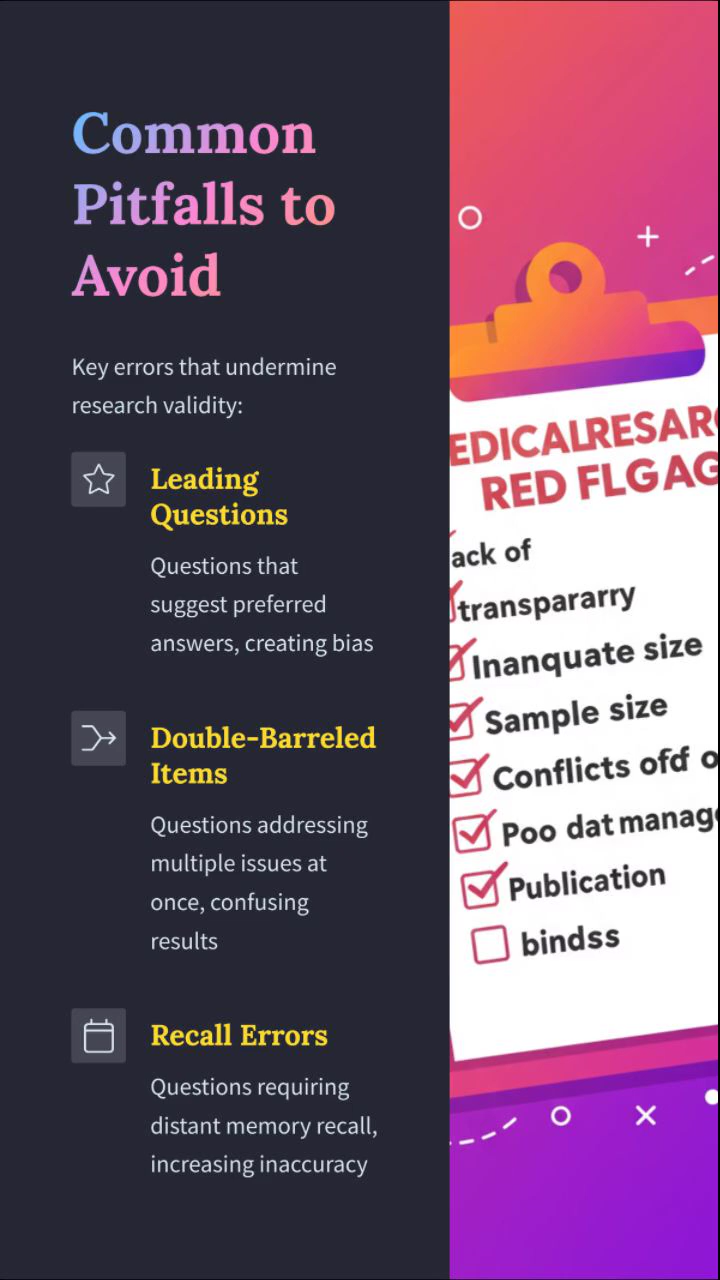 Common
Pitfalls to
Avoid
Key errors that undermine
research validity:
Leading
Questions
Questions that
suggest preferred
answers, creating bias
Double-Barreled
Items
Questions addressing
multiple issues at
once, confusing
results
Recall Errors
Questions requiring
distant memory recall,
increasing inaccuracy
EDICALRESAR
RED FLGAG
ack of
transpararry
Inanquate size
Sample size
Conflicts ofd o
Poo dat manag
Publication
bindss